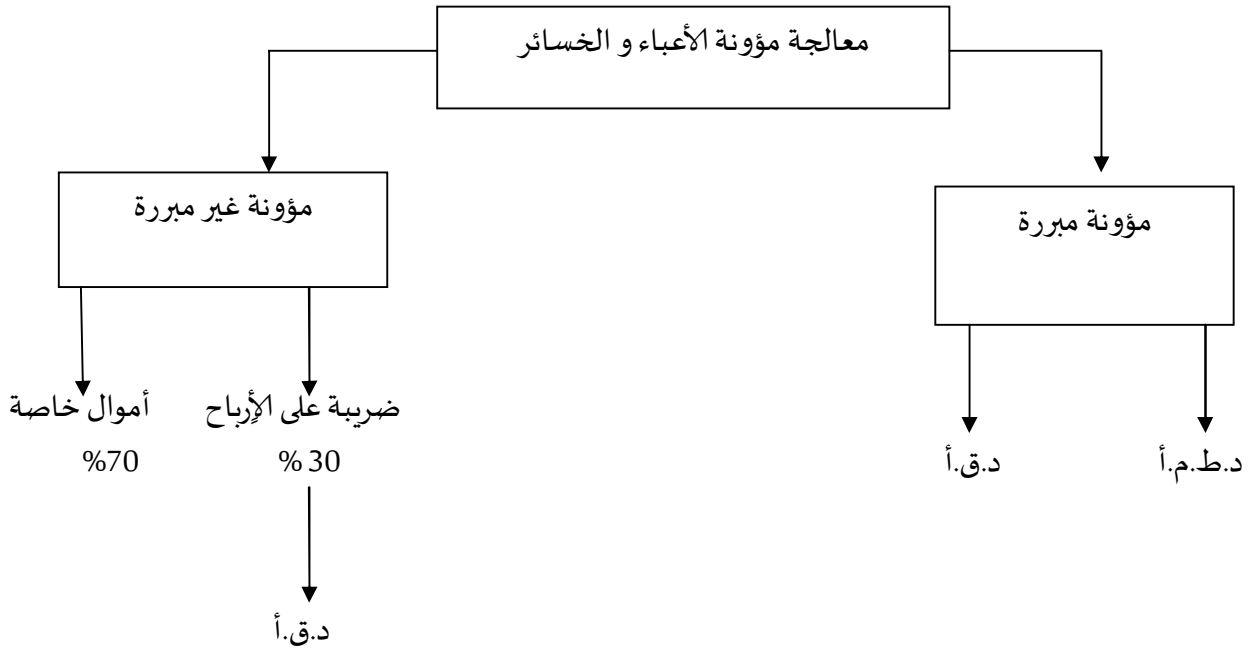 معالجة مؤونة الأعباء و الخسائر
مؤونة مبررة
مؤونة غير مبررة
د.ط.م.أ
د.ق.أ
ضريبة على الأرباح
%30
أموال خاصة
%70
د.ق.أ